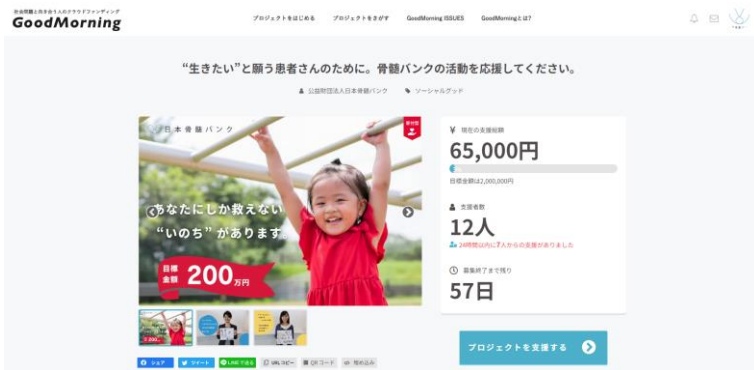 社会問題と向き合う人のクラウドファンディング
GoodMorning
プロジェクトをはじめる プロジェクトをさがす GoodMorning ISSUES GoodMorningとは?
“生きたい”と願う患者さんのために。骨髄バンクの活動を応援してください。
公益財団法人日本骨髄バンク ソーシャルグッド
日本骨髄バンク
寄付型
あなたにしか救えない
“いのち” があります。
目標
金額 200万円
¥ 現在の支援総額
65,000円
目標金額は2,000,000円
支援者数
12人
24時間以内に7人からの支援がありました
募集終了まで残り
57日
プロジェクトを支援する
シェア ツイート LINEで送る URLコピー QRコード 埋め込み